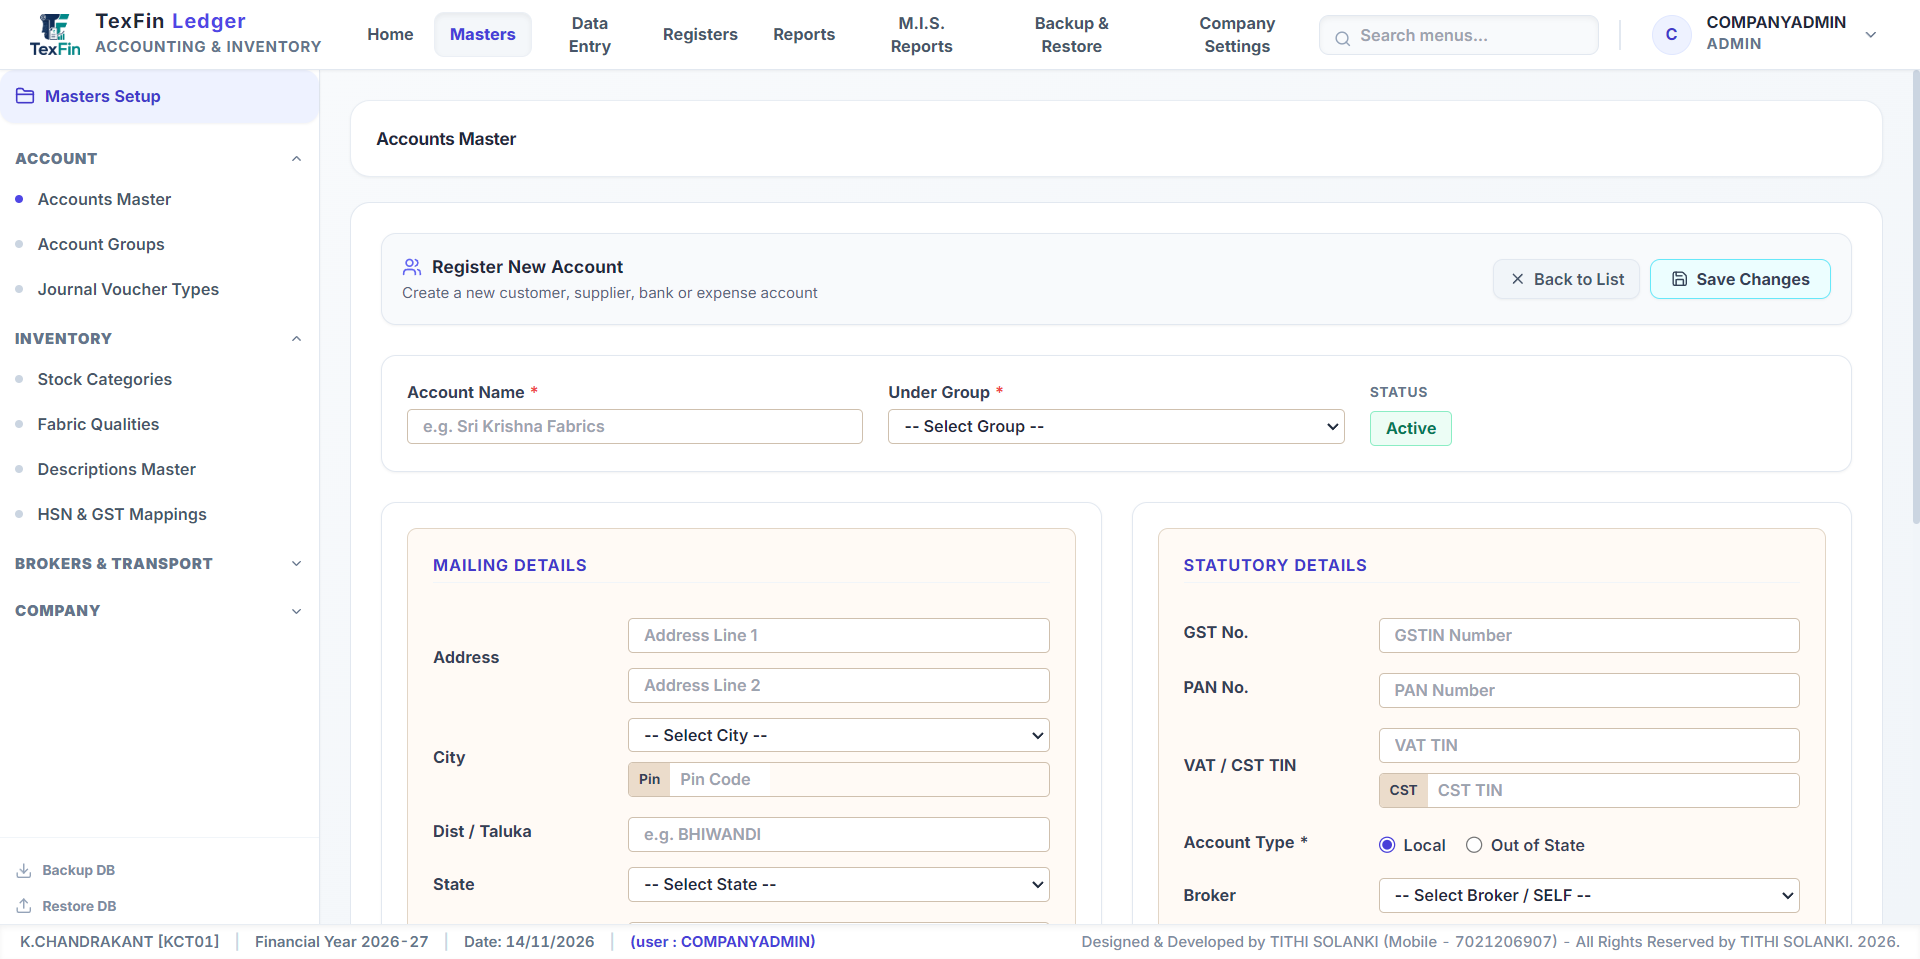 TexFin
TexFin Ledger
ACCOUNTING & INVENTORY
Home
Masters
Data Entry
Registers
Reports
M.I.S. Reports
Backup & Restore
Company Settings
Search menus...
C
COMPANYADMIN
ADMIN
Masters Setup
ACCOUNT
Accounts Master
Account Groups
Journal Voucher Types
INVENTORY
Stock Categories
Fabric Qualities
Descriptions Master
HSN & GST Mappings
BROKERS & TRANSPORT
COMPANY
Backup DB
Restore DB
Accounts Master
Register New Account
Create a new customer, supplier, bank or expense account
Back to List
Save Changes
Account Name *
e.g. Sri Krishna Fabrics
Under Group *
-- Select Group --
STATUS
Active
MAILING DETAILS
Address
Address Line 1
Address Line 2
City
-- Select City --
Pin
Pin Code
Dist / Taluka
e.g. BHIWANDI
State
-- Select State --
STATUTORY DETAILS
GST No.
GSTIN Number
PAN No.
PAN Number
VAT / CST TIN
VAT TIN
CST
CST TIN
Account Type *
Local
Out of State
Broker
-- Select Broker / SELF --
K.CHANDRAKANT [KCT01]
Financial Year 2026-27
Date: 14/11/2026
(user : COMPANYADMIN)
Designed & Developed by TITHI SOLANKI (Mobile - 7021206907) - All Rights Reserved by TITHI SOLANKI. 2026.